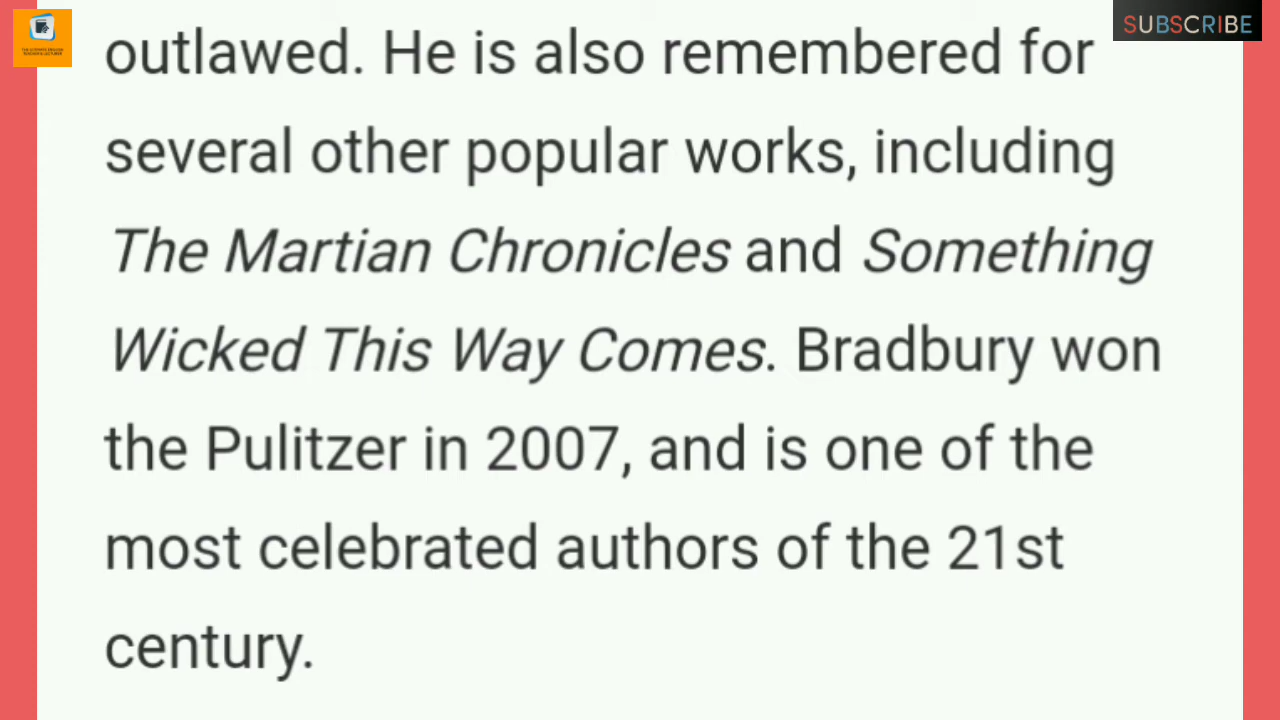 SUBSCRIBE
outlawed. He is also remembered for
several other popular works, including
The Martian Chronicles and Something
Wicked This Way Comes. Bradbury won
the Pulitzer in 2007, and is one of the
most celebrated authors of the 21st
century.